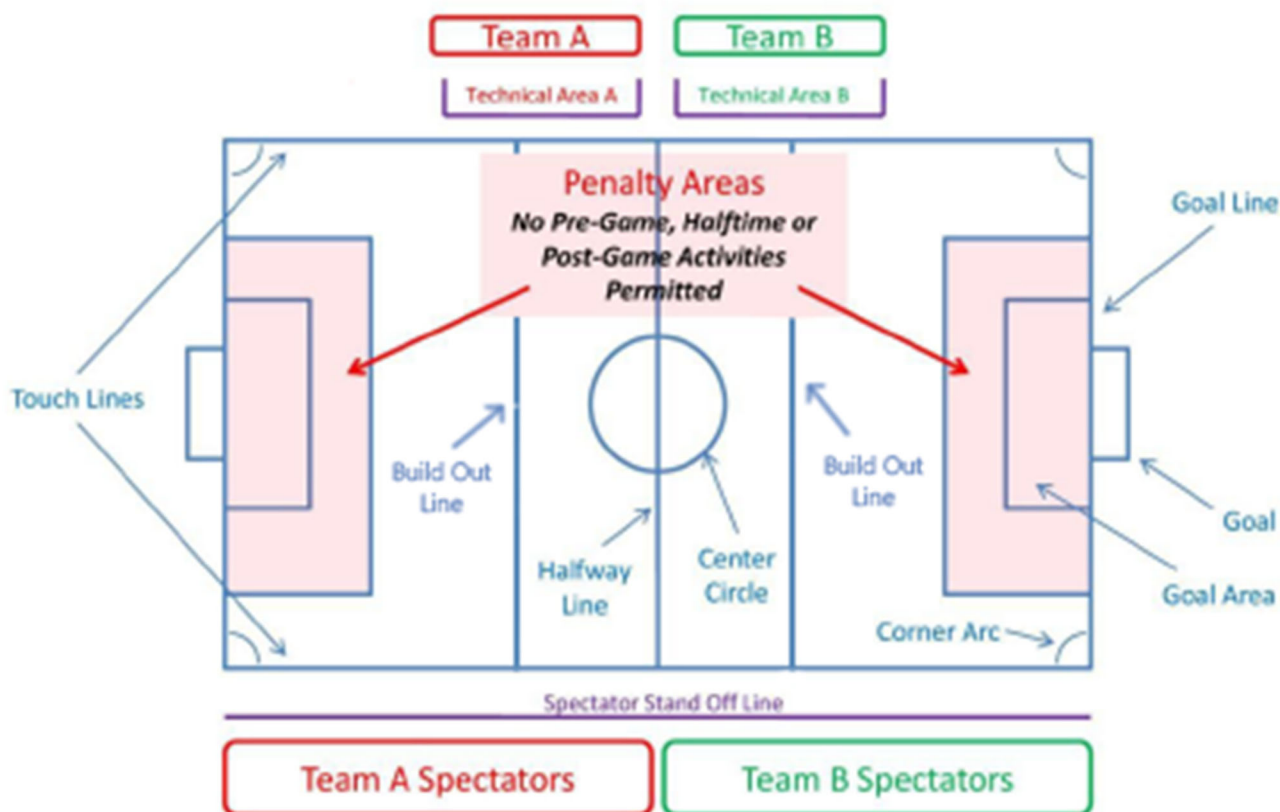 Team A
Team B
Technical Area A
Technical Area B
Penalty Areas
No Pre-Game, Halftime or
Post-Game Activities
Permitted
Goal Line
Touch Lines
Build Out
Line
Build Out
Line
Halfway
Line
Center
Circle
Goal
Goal Area
Corner Arc
Spectator Stand Off Line
Team A Spectators
Team B Spectators